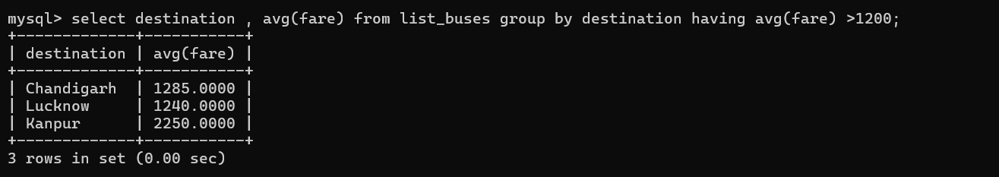 mysql> select destination , avg(fare) from list_buses group by destination having avg(fare) >1200;
+-------------+-----------+
| destination | avg(fare) |
+-------------+-----------+
| Chandigarh  | 1285.0000 |
| Lucknow     | 1240.0000 |
| Kanpur      | 2250.0000 |
+-------------+-----------+
3 rows in set (0.00 sec)